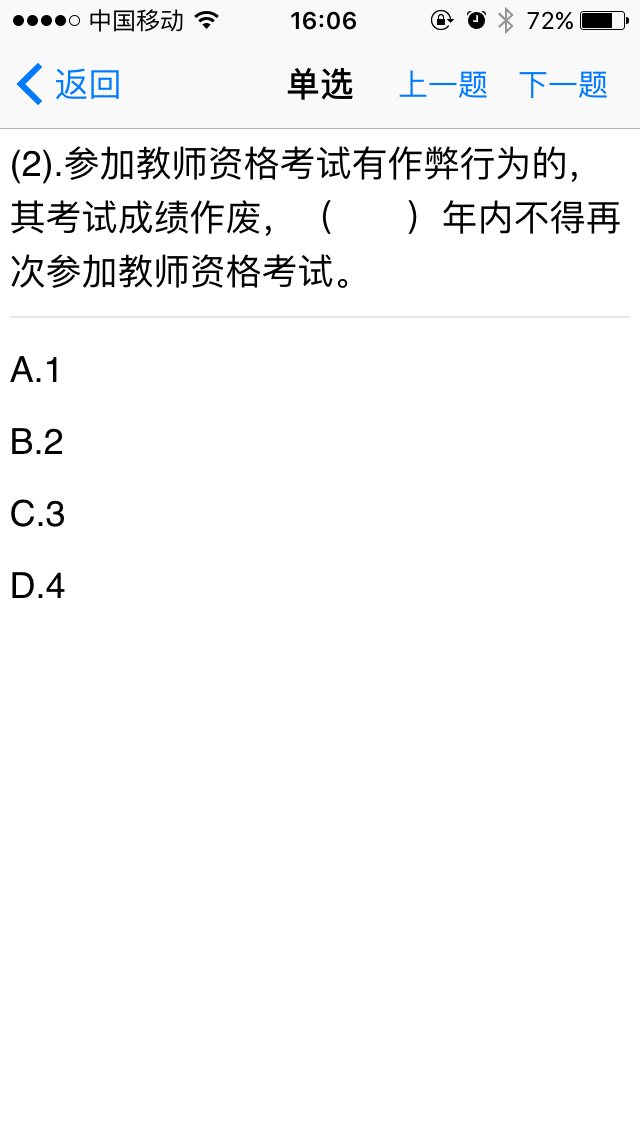 中国移动 16:06 72%
返回 单选 上一题 下一题
(2).参加教师资格考试有作弊行为的，
其考试成绩作废，（　　）年内不得再
次参加教师资格考试。
A.1
B.2
C.3
D.4